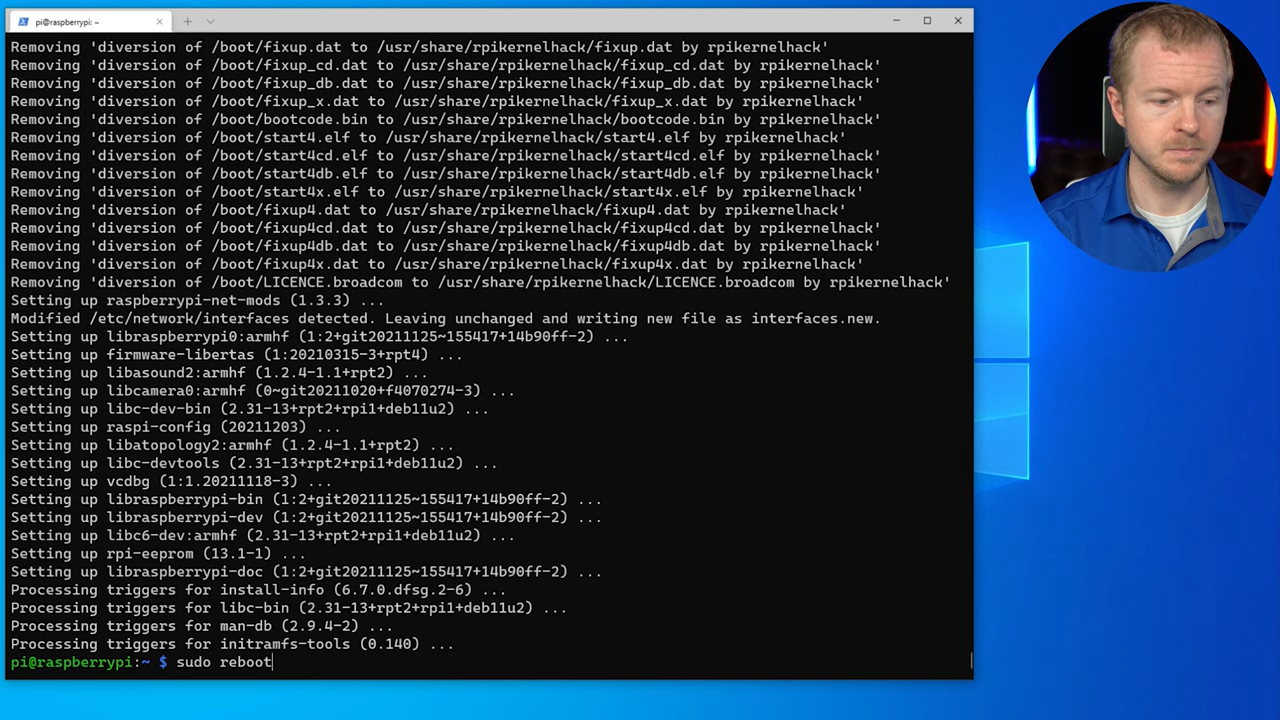 pi@raspberrypi: ~
Removing 'diversion of /boot/fixup.dat to /usr/share/rpikernelhack/fixup.dat by rpikernelhack'
Removing 'diversion of /boot/fixup_cd.dat to /usr/share/rpikernelhack/fixup_cd.dat by rpikernelhack'
Removing 'diversion of /boot/fixup_db.dat to /usr/share/rpikernelhack/fixup_db.dat by rpikernelhack'
Removing 'diversion of /boot/fixup_x.dat to /usr/share/rpikernelhack/fixup_x.dat by rpikernelhack'
Removing 'diversion of /boot/bootcode.bin to /usr/share/rpikernelhack/bootcode.bin by rpikernelhack'
Removing 'diversion of /boot/start4.elf to /usr/share/rpikernelhack/start4.elf by rpikernelhack'
Removing 'diversion of /boot/start4cd.elf to /usr/share/rpikernelhack/start4cd.elf by rpikernelhack'
Removing 'diversion of /boot/start4db.elf to /usr/share/rpikernelhack/start4db.elf by rpikernelhack'
Removing 'diversion of /boot/start4x.elf to /usr/share/rpikernelhack/start4x.elf by rpikernelhack'
Removing 'diversion of /boot/fixup4.dat to /usr/share/rpikernelhack/fixup4.dat by rpikernelhack'
Removing 'diversion of /boot/fixup4cd.dat to /usr/share/rpikernelhack/fixup4cd.dat by rpikernelhack'
Removing 'diversion of /boot/fixup4db.dat to /usr/share/rpikernelhack/fixup4db.dat by rpikernelhack'
Removing 'diversion of /boot/fixup4x.dat to /usr/share/rpikernelhack/fixup4x.dat by rpikernelhack'
Removing 'diversion of /boot/LICENCE.broadcom to /usr/share/rpikernelhack/LICENCE.broadcom by rpikernelhack'
Setting up raspberrypi-net-mods (1.3.3) ...
Modified /etc/network/interfaces detected. Leaving unchanged and writing new file as interfaces.new.
Setting up libraspberrypi0:armhf (1:2+git20211125~155417+14b90ff-2) ...
Setting up firmware-libertas (1:20210315-3+rpt4) ...
Setting up libasound2:armhf (1.2.4-1.1+rpt2) ...
Setting up libcamera0:armhf (0~git20211020+f4070274-3) ...
Setting up libc-dev-bin (2.31-13+rpt2+rpi1+deb11u2) ...
Setting up raspi-config (20211203) ...
Setting up libatopology2:armhf (1.2.4-1.1+rpt2) ...
Setting up libc-devtools (2.31-13+rpt2+rpi1+deb11u2) ...
Setting up vcdbg (1:1.20211118-3) ...
Setting up libraspberrypi-bin (1:2+git20211125~155417+14b90ff-2) ...
Setting up libraspberrypi-dev (1:2+git20211125~155417+14b90ff-2) ...
Setting up libc6-dev:armhf (2.31-13+rpt2+rpi1+deb11u2) ...
Setting up rpi-eeprom (13.1-1) ...
Setting up libraspberrypi-doc (1:2+git20211125~155417+14b90ff-2) ...
Processing triggers for install-info (6.7.0.dfsg.2-6) ...
Processing triggers for libc-bin (2.31-13+rpt2+rpi1+deb11u2) ...
Processing triggers for man-db (2.9.4-2) ...
Processing triggers for initramfs-tools (0.140) ...
pi@raspberrypi:~ $ sudo reboot